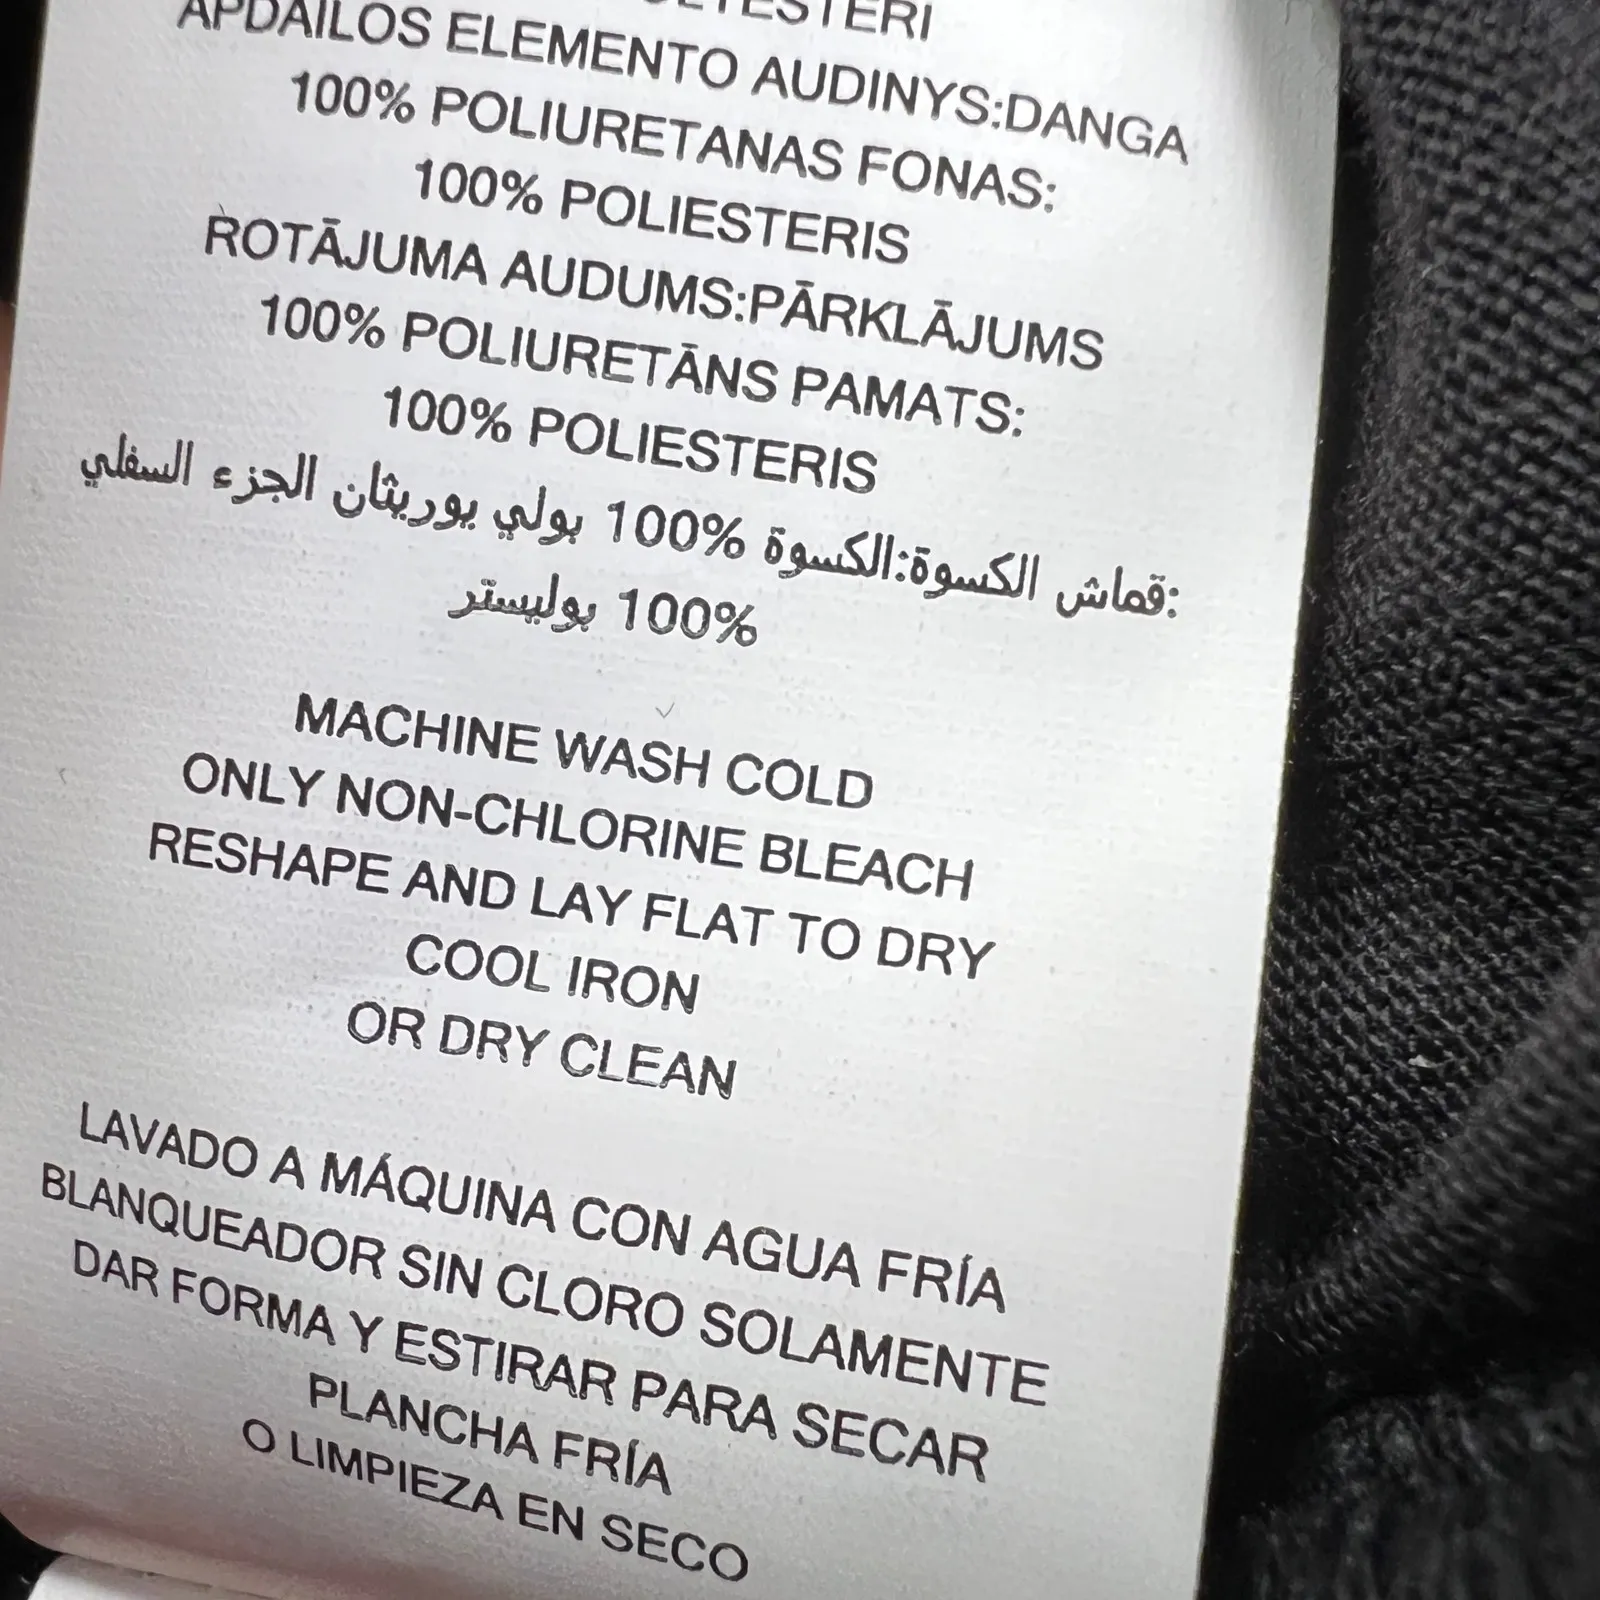 APDAILOS ELEMENTO AUDINYS:DANGA
100% POLIURETANAS FONAS:
100% POLIESTERIS
ROTĀJUMA AUDUMS:PĀRKLĀJUMS
100% POLIURETĀNS PAMATS:
100% POLIESTERIS
:قماش الكسوة:الكسوة 100% بولي يوريثان الجزء السفلي
100% بوليستر
MACHINE WASH COLD
ONLY NON-CHLORINE BLEACH
RESHAPE AND LAY FLAT TO DRY
COOL IRON
OR DRY CLEAN
LAVADO A MÁQUINA CON AGUA FRÍA
BLANQUEADOR SIN CLORO SOLAMENTE
DAR FORMA Y ESTIRAR PARA SECAR
PLANCHA FRÍA
O LIMPIEZA EN SECO